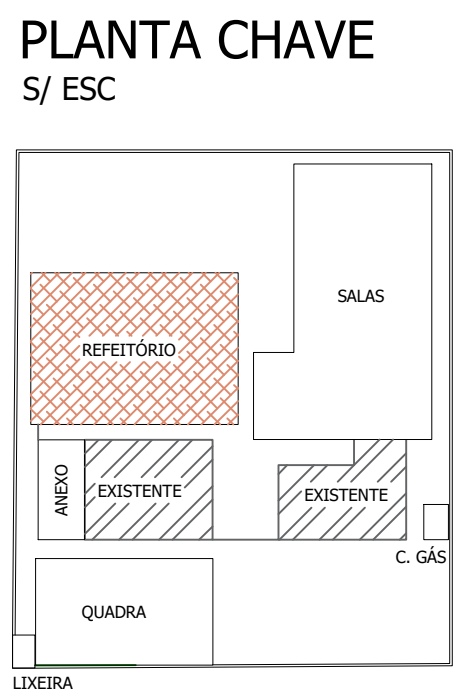 PLANTA CHAVE
S/ ESC
SALAS
REFEITÓRIO
ANEXO
EXISTENTE
EXISTENTE
C. GÁS
QUADRA
LIXEIRA